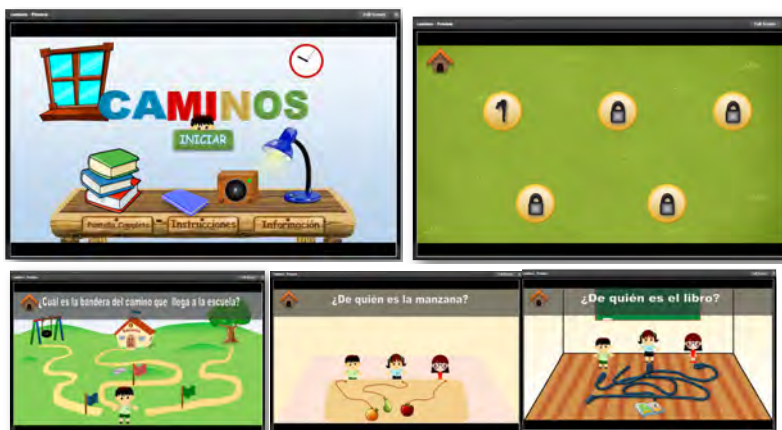 CAMINOS
INICIAR
Pantalla Completa
Instrucciones
Información
1
¿Cuál es la bandera del camino que llega a la escuela?
¿De quién es la manzana?
¿De quién es el libro?